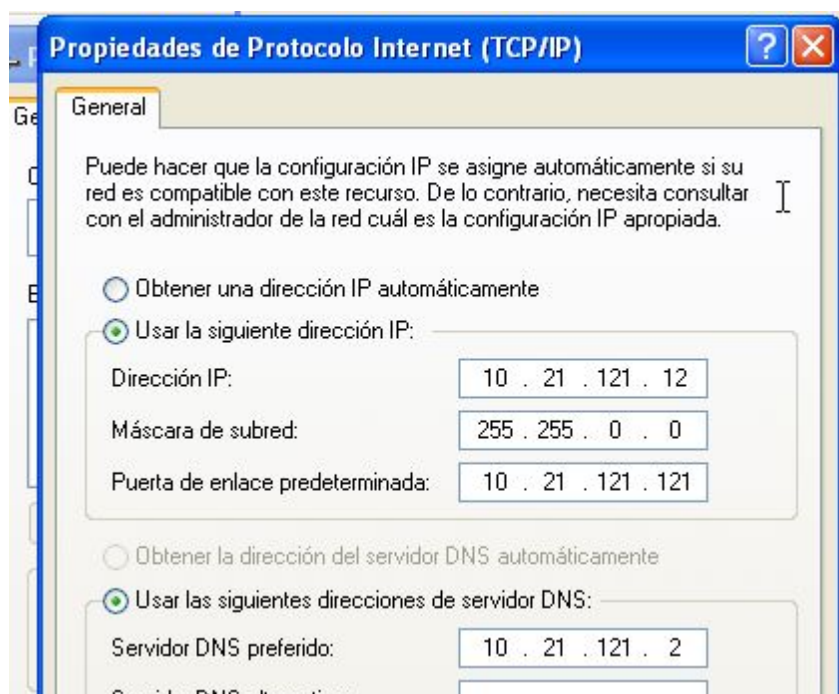 Propiedades de Protocolo Internet (TCP/IP)
General
Puede hacer que la configuración IP se asigne automáticamente si su
red es compatible con este recurso. De lo contrario, necesita consultar
con el administrador de la red cuál es la configuración IP apropiada.
Obtener una dirección IP automáticamente
Usar la siguiente dirección IP:
Dirección IP: 10 . 21 . 121 . 12
Máscara de subred: 255 . 255 . 0 . 0
Puerta de enlace predeterminada: 10 . 21 . 121 . 121
Obtener la dirección del servidor DNS automáticamente
Usar las siguientes direcciones de servidor DNS:
Servidor DNS preferido: 10 . 21 . 121 . 2